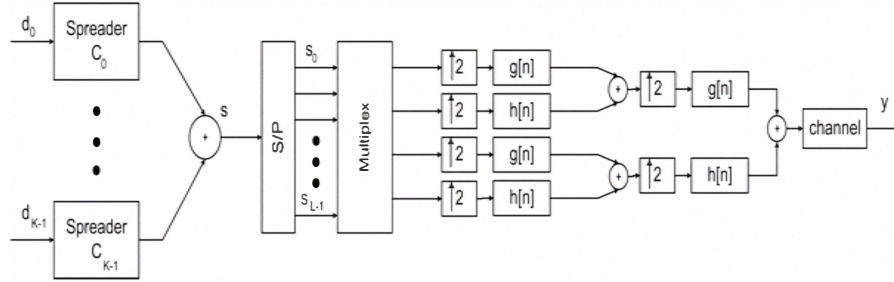 d0
Spreader
C0
s
S/P
s0
Multiplex
2
g[n]
2
h[n]
2
g[n]
2
h[n]
+
+
2
g[n]
2
h[n]
+
channel
y
+
dK-1
Spreader
CK-1
sL-1